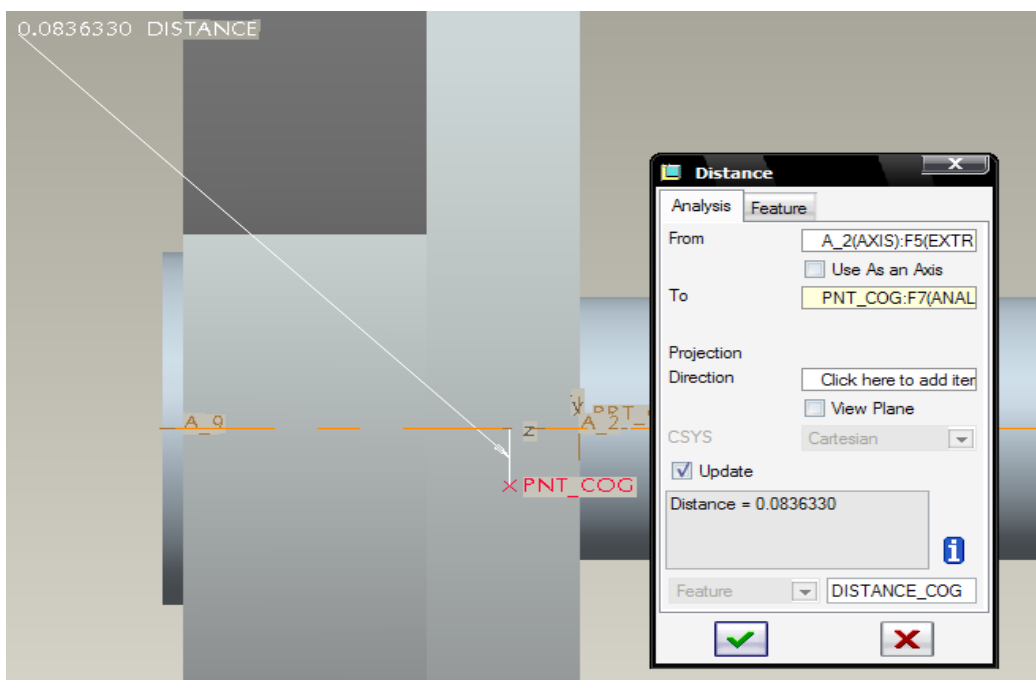 0.0836330 DISTANCE
A_9
z
y PRT_
A_2
PNT_COG
Distance
x
Analysis
Feature
From
A_2(AXIS):F5(EXTR
Use As an Axis
To
PNT_COG:F7(ANAL
Projection
Direction
Click here to add iter
View Plane
CSYS
Cartesian
Update
Distance = 0.0836330
i
Feature
DISTANCE_COG